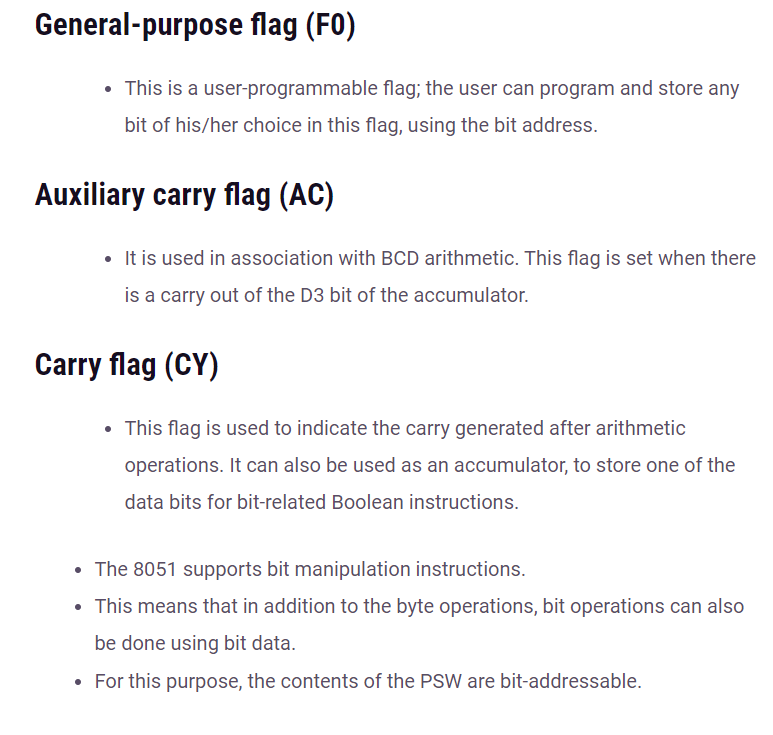 General-purpose flag (F0)
This is a user-programmable flag; the user can program and store any
bit of his/her choice in this flag, using the bit address.
Auxiliary carry flag (AC)
It is used in association with BCD arithmetic. This flag is set when there
is a carry out of the D3 bit of the accumulator.
Carry flag (CY)
This flag is used to indicate the carry generated after arithmetic
operations. It can also be used as an accumulator, to store one of the
data bits for bit-related Boolean instructions.
The 8051 supports bit manipulation instructions.
This means that in addition to the byte operations, bit operations can also
be done using bit data.
For this purpose, the contents of the PSW are bit-addressable.